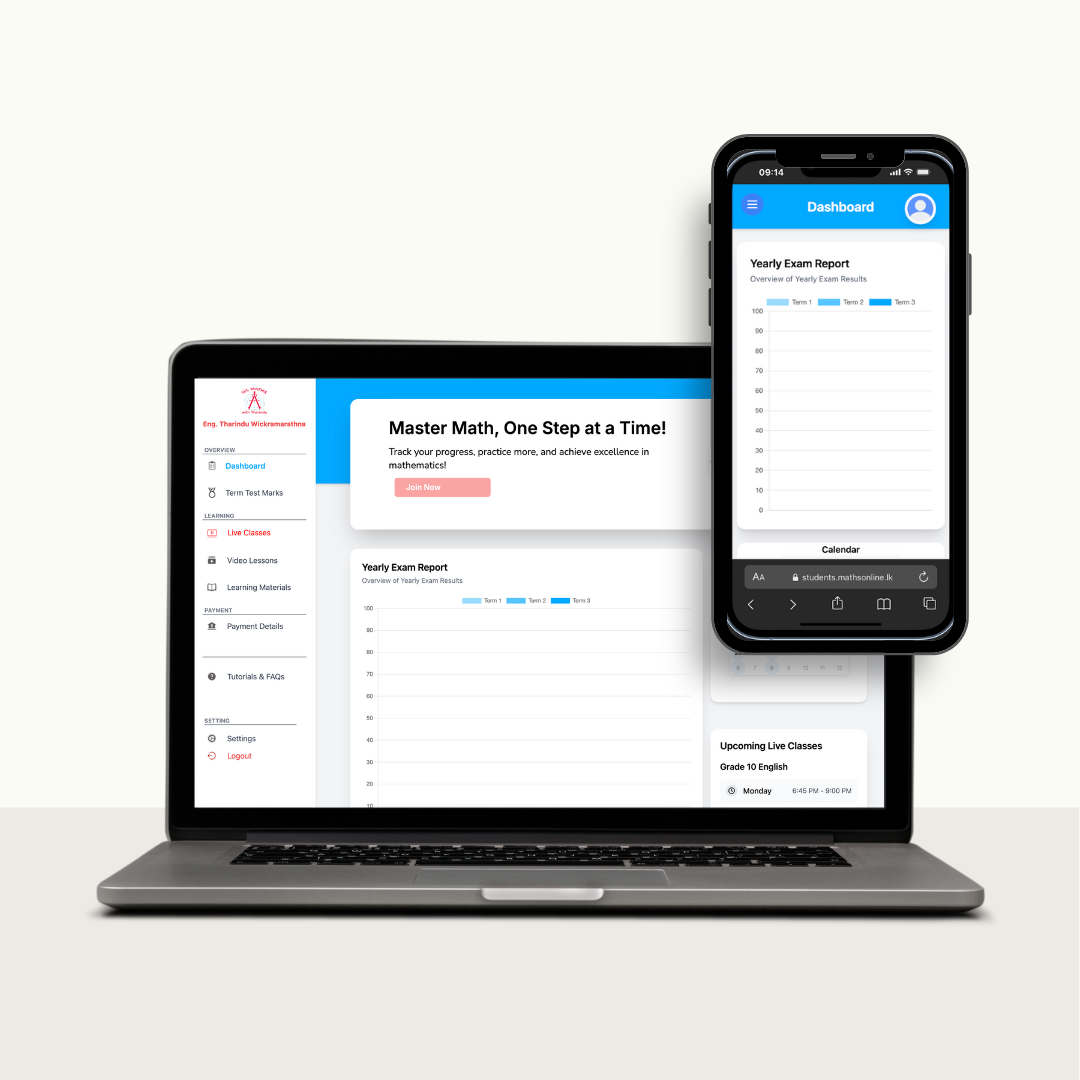 O/L MATHS
with Tharindu
Eng. Tharindu Wickramarathna
OVERVIEW
Dashboard
Term Test Marks
LEARNING
Live Classes
Video Lessons
Learning Materials
PAYMENT
Payment Details
Tutorials & FAQs
SETTING
Settings
Logout
Master Math, One Step at a Time!
Track your progress, practice more, and achieve excellence in
mathematics!
Join Now
Yearly Exam Report
Overview of Yearly Exam Results
Term 1 Term 2 Term 3
100
90
80
70
60
50
40
30
20
10
6 7 8 9 10 11 12
Upcoming Live Classes
Grade 10 English
Monday 6:45 PM - 9:00 PM
09:14
Dashboard
Yearly Exam Report
Overview of Yearly Exam Results
Term 1 Term 2 Term 3
100
90
80
70
60
50
40
30
20
10
0
Calendar
AA students.mathsonline.lk